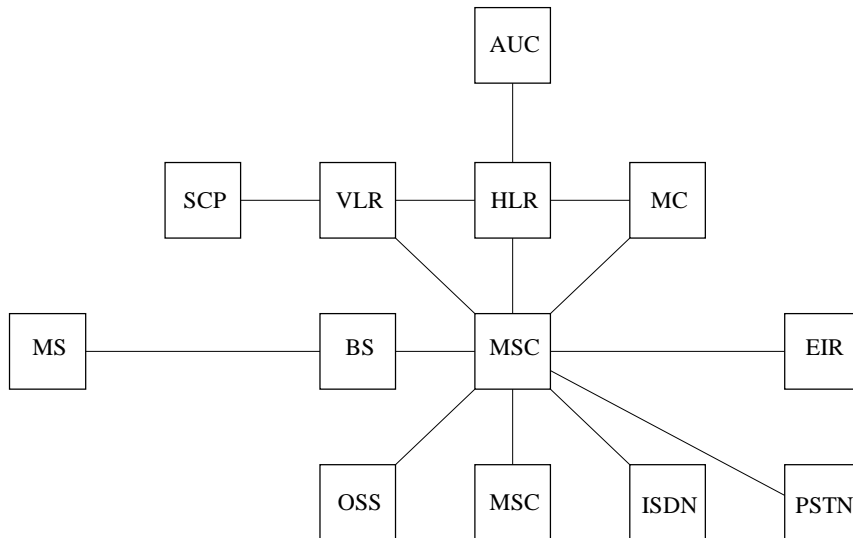 AUC
SCP
VLR
HLR
MC
MS
BS
MSC
EIR
OSS
MSC
ISDN
PSTN